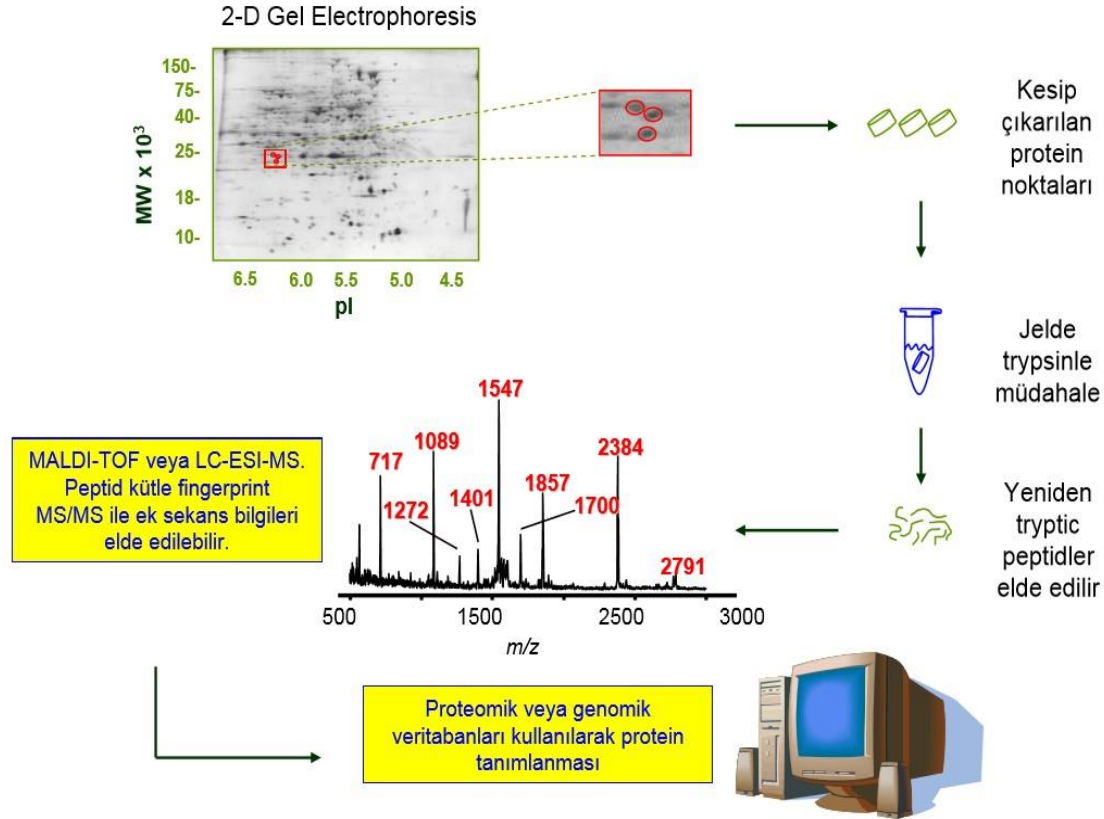 2-D Gel Electrophoresis
150-
75-
40-
25-
18-
10-
MW x 10³
6.5 6.0 5.5 5.0 4.5
pI
Kesip
çıkarılan
protein
noktaları
Jelde
trypsinle
müdahale
Yeniden
tryptic
peptidler
elde edilir
717
1089
1272
1401
1547
1700
1857
2384
2791
500 1500 2500 3000
m/z
MALDI-TOF veya LC-ESI-MS.
Peptid kütle fingerprint
MS/MS ile ek sekans bilgileri
elde edilebilir.
Proteomik veya genomik
veritabanları kullanılarak protein
tanımlanması